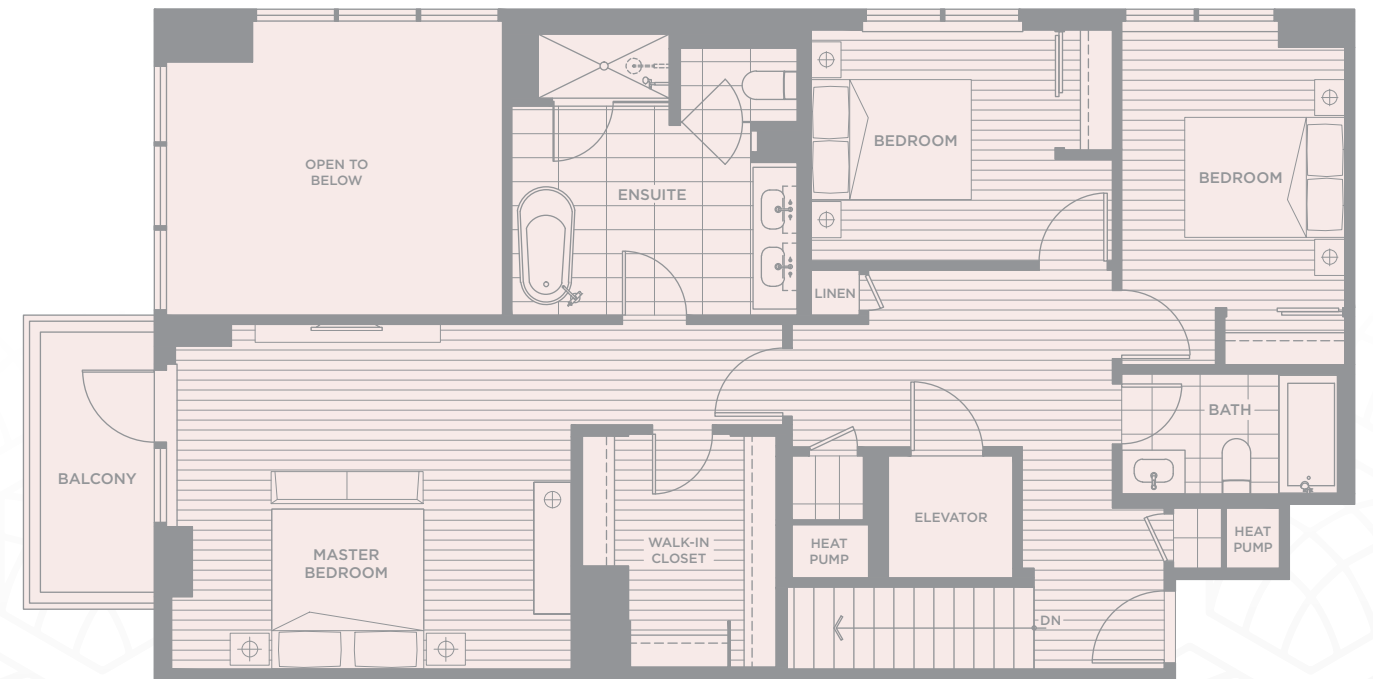 OPEN TO
BELOW
ENSUITE
BEDROOM
BEDROOM
LINEN
BALCONY
MASTER
BEDROOM
WALK-IN
CLOSET
HEAT
PUMP
ELEVATOR
BATH
HEAT
PUMP
DN